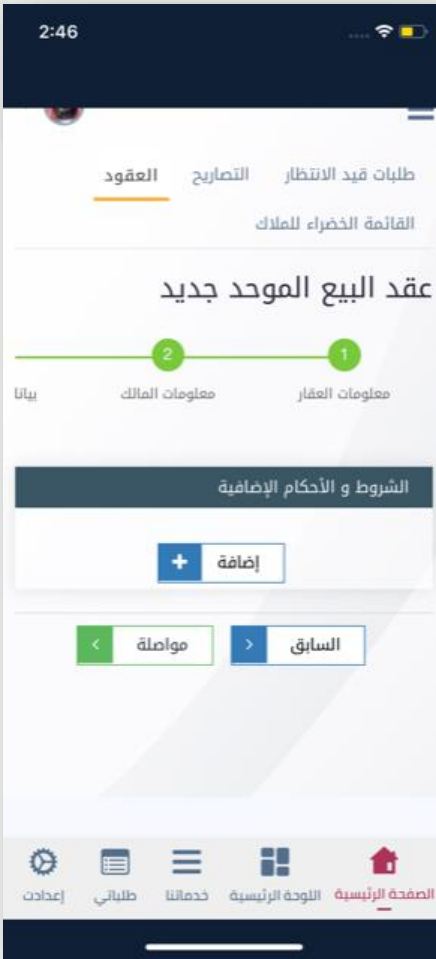 2:46
طلبات قيد الانتظار التصاريح العقود
القائمة الخضراء للملاك
عقد البيع الموحد جديد
1 2
معلومات العقار معلومات المالك بيانا
الشروط و الأحكام الإضافية
إضافة +
السابق مواصلة
الصفحة الرئيسية اللوحة الرئيسية خدماتنا طلباتي إعدادت